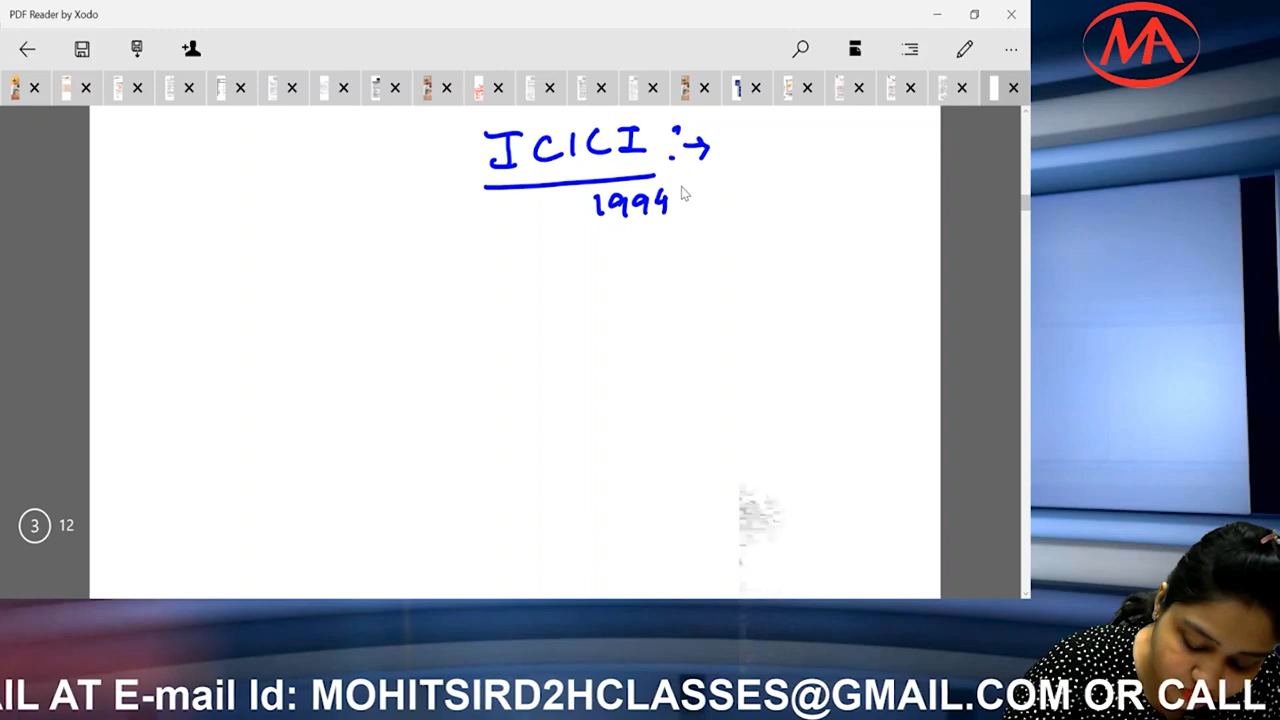 PDF Reader by Xodo
MA
ICICI :→
1994
3 12
AIL AT E-mail Id: MOHITSIRD2HCLASSES@GMAIL.COM OR CALL